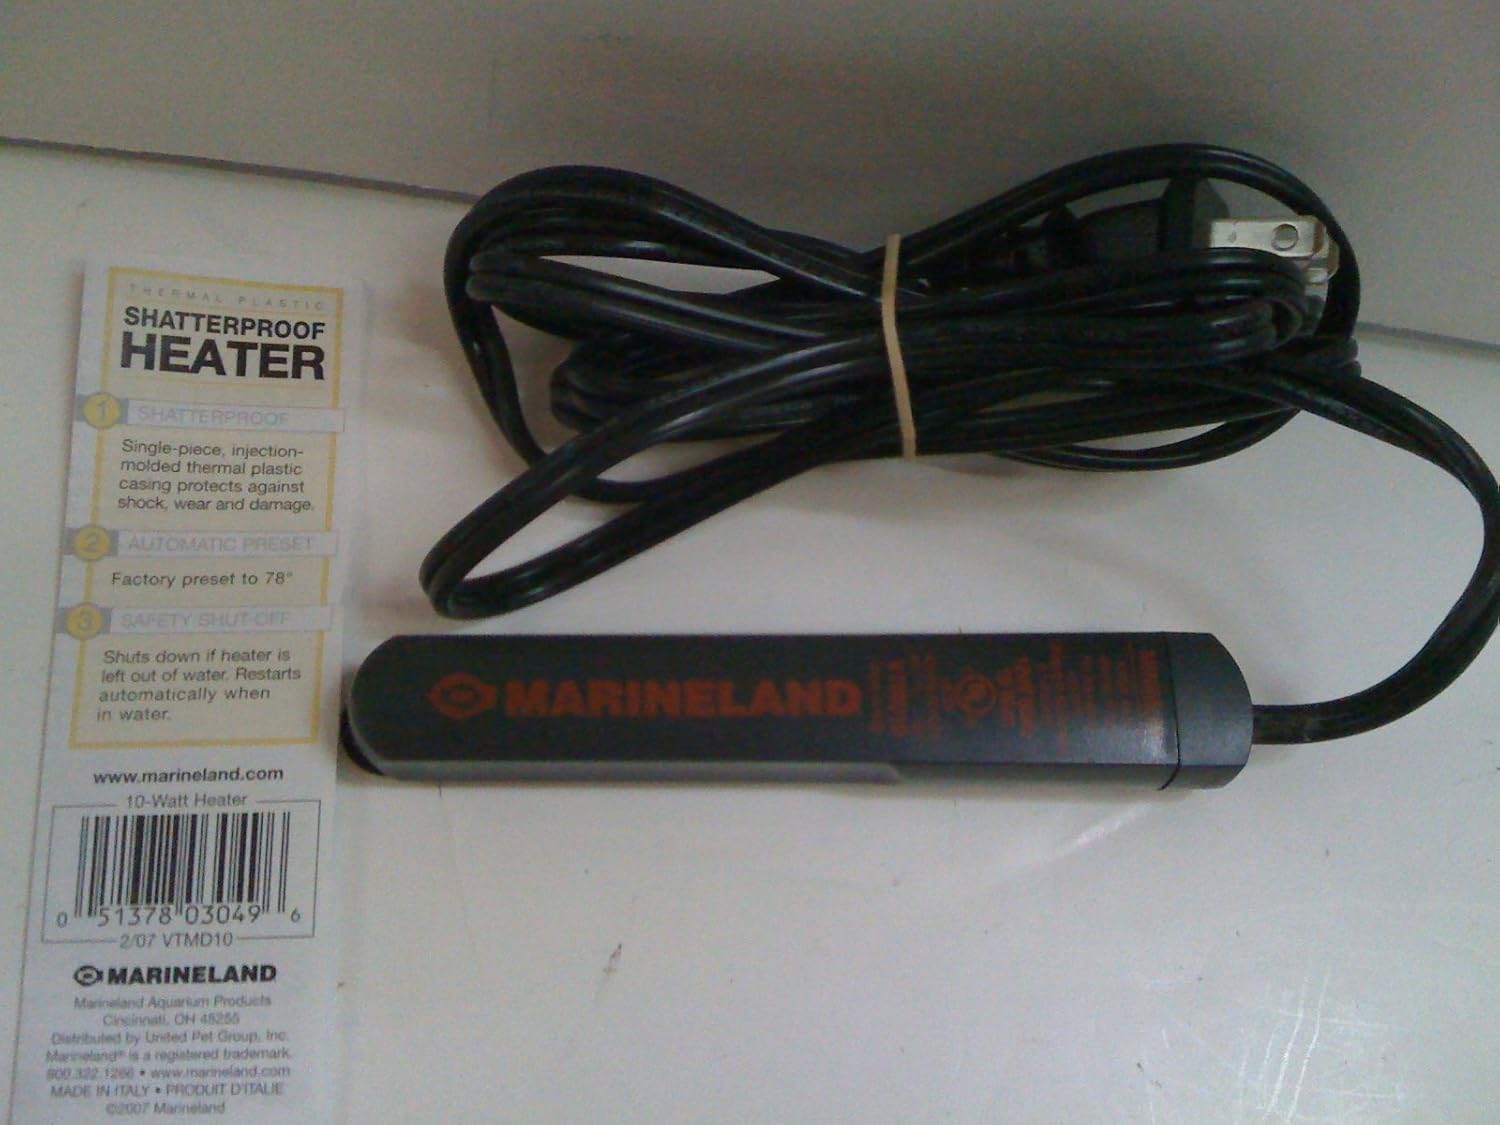 THERMAL PLASTIC
SHATTERPROOF
HEATER
1 SHATTERPROOF
Single-piece, injection-
molded thermal plastic
casing protects against
shock, wear and damage.
2 AUTOMATIC PRESET
Factory preset to 78°
3 SAFETY SHUT-OFF
Shuts down if heater is
left out of water. Restarts
automatically when
in water.
www.marineland.com
10-Watt Heater
0 51378 03049 6
2/07 VTMD10
MARINELAND
Marineland Aquarium Products
Cincinnati, OH 45255
Distributed by United Pet Group, Inc.
Marineland® is a registered trademark.
800.322.1266 • www.marineland.com
MADE IN ITALY • PRODUIT D'ITALIE
©2007 Marineland
MARINELAND